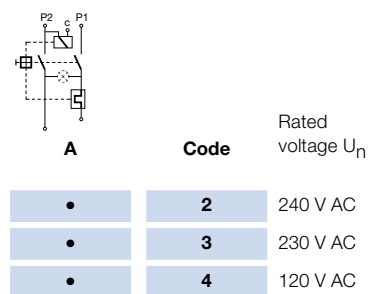 P2 P1
c
Rated
A Code voltage Un
• 2 240 V AC
• 3 230 V AC
• 4 120 V AC